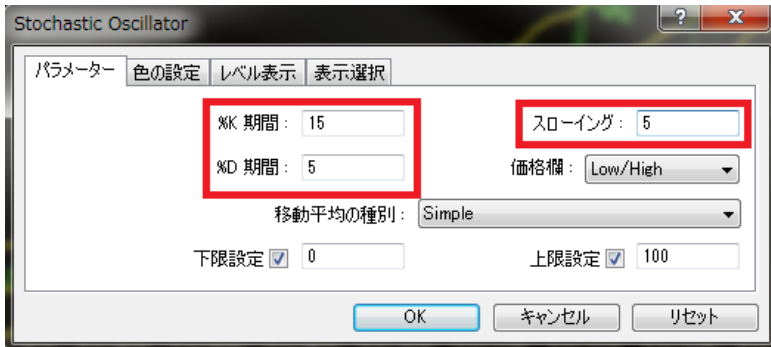 Stochastic Oscillator
パラメーター 色の設定 レベル表示 表示選択
%K 期間: 15 スローイング: 5
%D 期間: 5 価格欄: Low/High
移動平均の種別: Simple
下限設定 0 上限設定 100
OK キャンセル リセット